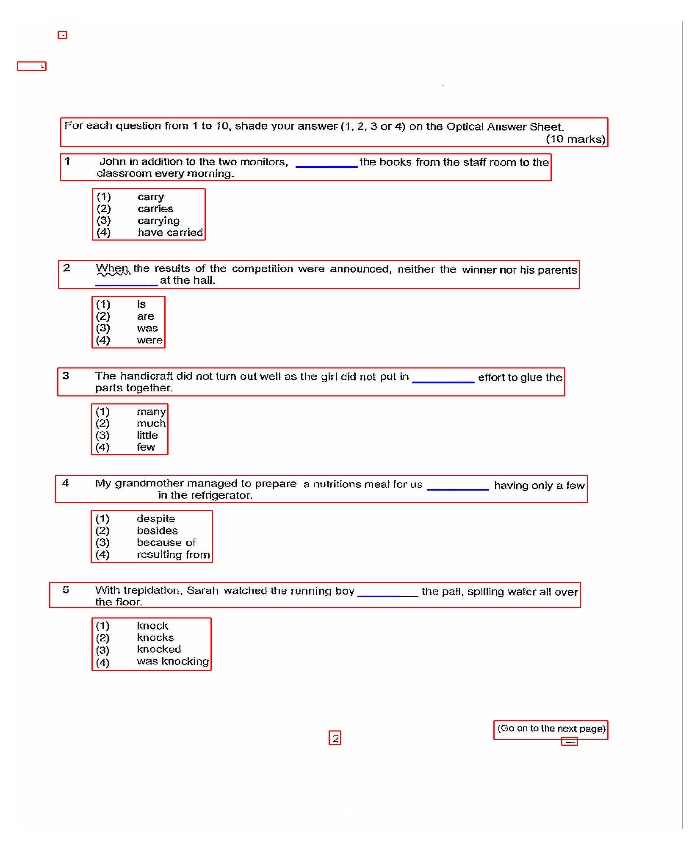 For each question from 1 to 10, shade your answer (1, 2, 3 or 4) on the Optical Answer Sheet.
(10 marks)
1 John in addition to the two monitors, ________ the books from the staff room to the
classroom every morning.
(1) carry
(2) carries
(3) carrying
(4) have carried
2 When, the results of the competition were announced, neither the winner nor his parents
________ at the hall.
(1) is
(2) are
(3) was
(4) were
3 The handicraft did not turn out well as the girl did not put in ________ effort to glue the
parts together.
(1) many
(2) much
(3) little
(4) few
4 My grandmother managed to prepare a nutritions meal for us ________ having only a few
in the refrigerator.
(1) despite
(2) besides
(3) because of
(4) resulting from
5 With trepidation, Sarah watched the running boy ________ the pail, spilling water all over
the floor.
(1) knock
(2) knocks
(3) knocked
(4) was knocking
2
(Go on to the next page)